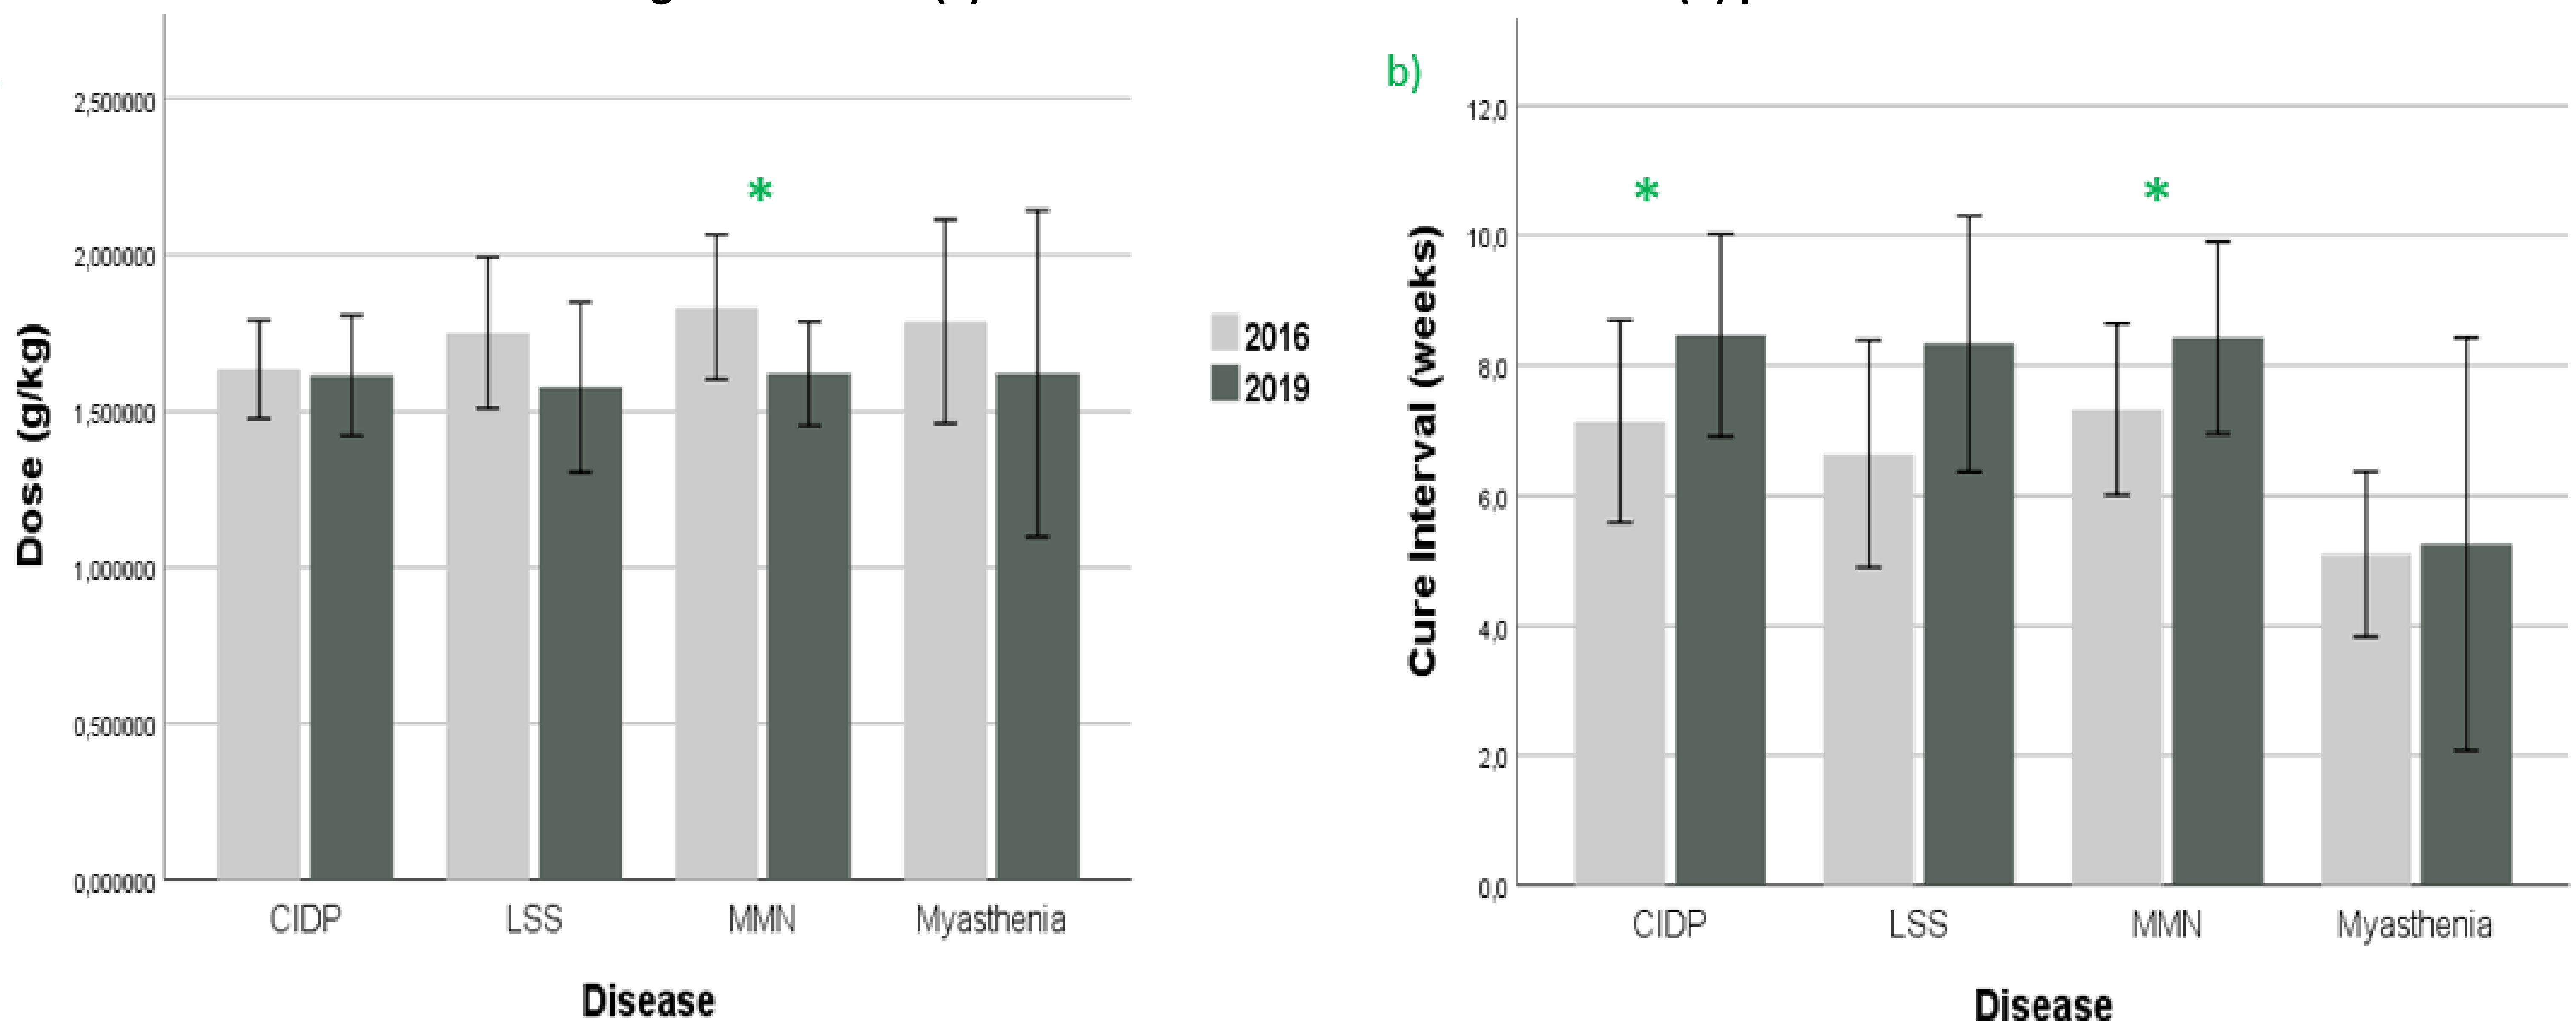 2,500000
2,000000
1,500000
1,000000
0,500000
0,000000
Dose (g/kg)
*
CIDP LSS MMN Myasthenia
Disease
2016
2019
b)
12,0
10,0
8,0
6,0
4,0
2,0
0,0
Cure Interval (weeks)
* *
CIDP LSS MMN Myasthenia
Disease